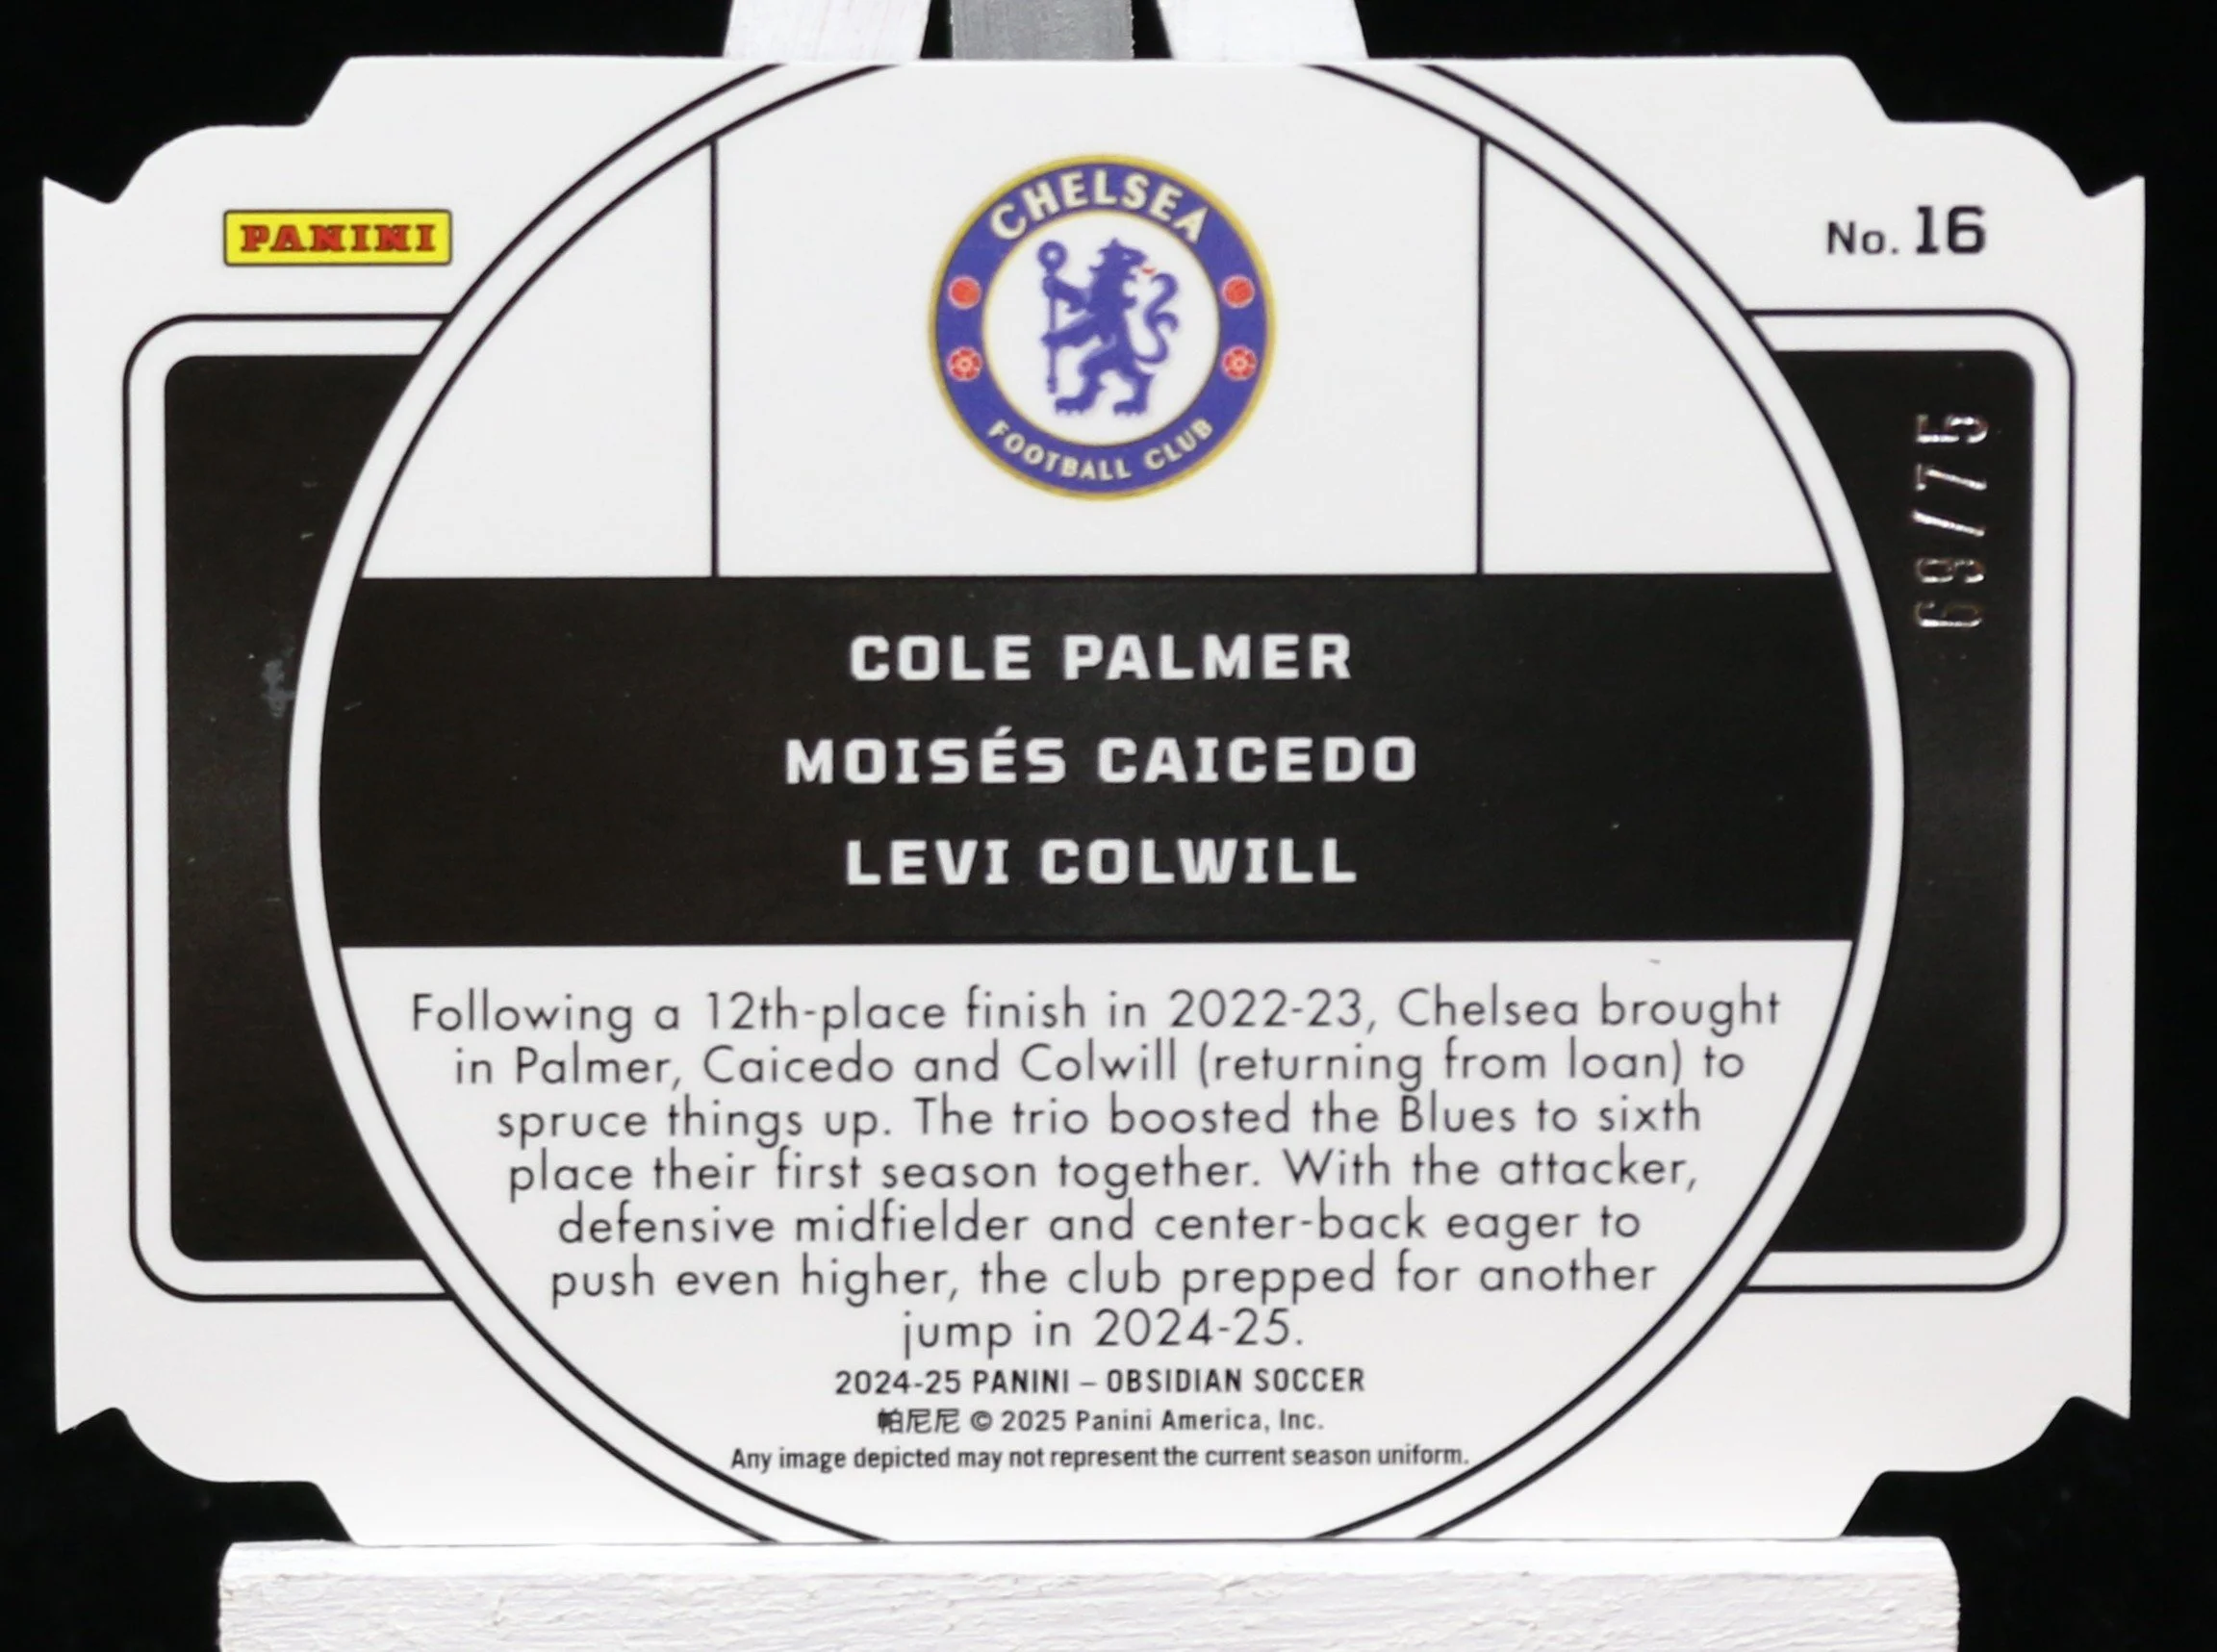 PANINI
No. 16
CHELSEA
FOOTBALL CLUB
69/75
COLE PALMER
MOISÉS CAICEDO
LEVI COLWILL
Following a 12th-place finish in 2022-23, Chelsea brought
in Palmer, Caicedo and Colwill (returning from loan) to
spruce things up. The trio boosted the Blues to sixth
place their first season together. With the attacker,
defensive midfielder and center-back eager to
push even higher, the club prepped for another
jump in 2024-25.
2024-25 PANINI – OBSIDIAN SOCCER
帕尼尼 © 2025 Panini America, Inc.
Any image depicted may not represent the current season uniform.